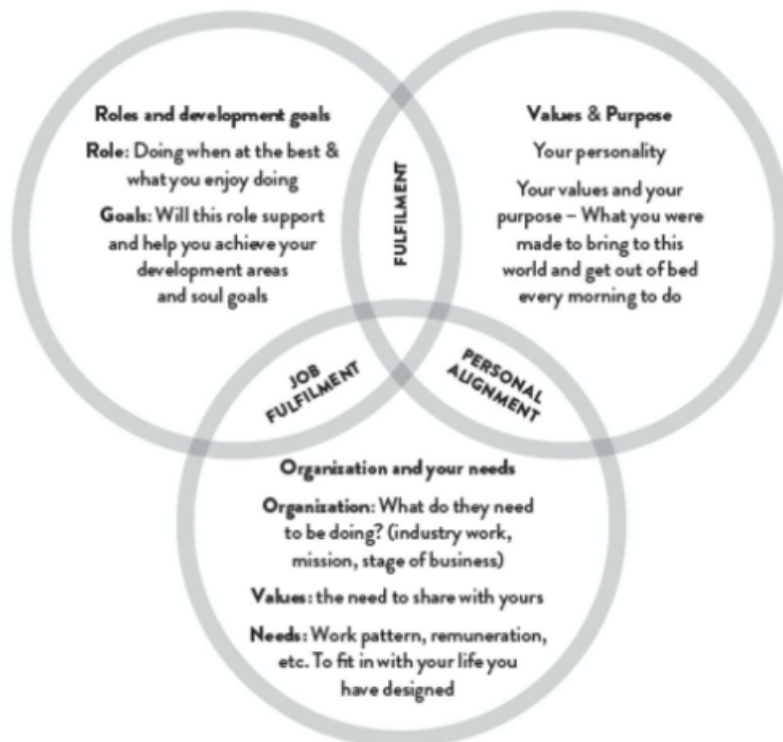 Roles and development goals
Role: Doing when at the best &
what you enjoy doing
Goals: Will this role support
and help you achieve your
development areas
and soul goals
Values & Purpose
Your personality
Your values and your
purpose – What you were
made to bring to this
world and get out of bed
every morning to do
FULFILMENT
JOB
FULFILMENT
PERSONAL
ALIGNMENT
Organization and your needs
Organization: What do they need
to be doing? (industry work,
mission, stage of business)
Values: the need to share with yours
Needs: Work pattern, remuneration,
etc. To fit in with your life you
have designed